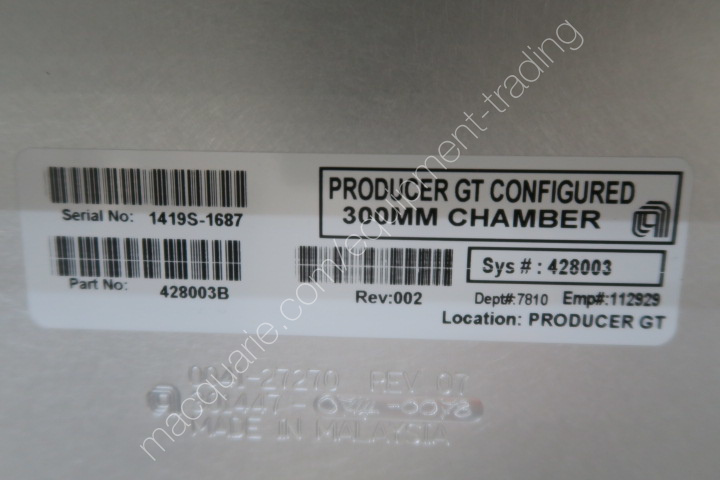 PRODUCER GT CONFIGURED
300MM CHAMBER
Serial No: 1419S-1687
Part No: 428003B
Rev:002
Sys # : 428003
Dept#:7810 Emp#:112929
Location: PRODUCER GT
REV 07
MADE IN MALAYSIA
macquarie.com/equipment-trading